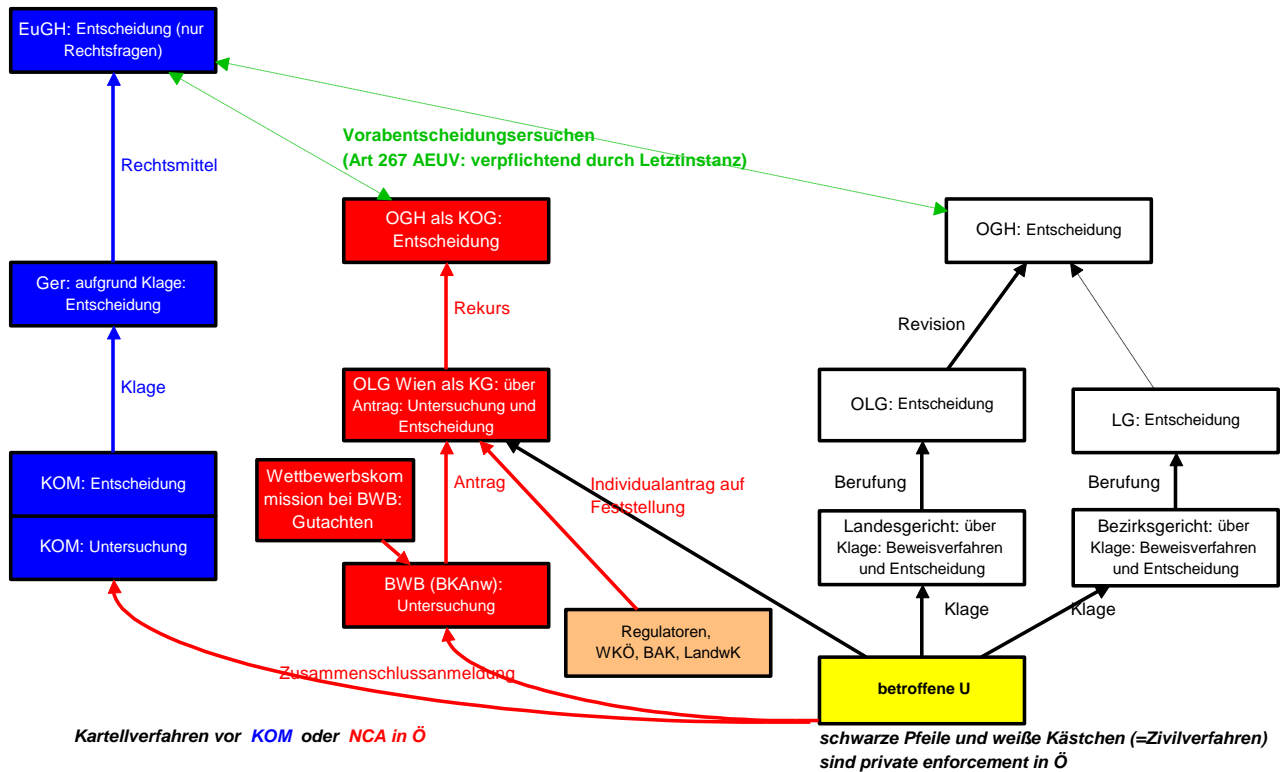 EuGH: Entscheidung (nur
Rechtsfragen)
Vorabentscheidungsersuchen
(Art 267 AEUV: verpflichtend durch Letztinstanz)
Rechtsmittel
OGH als KOG:
Entscheidung
OGH: Entscheidung
Ger: aufgrund Klage:
Entscheidung
Rekurs
Revision
Klage
OLG Wien als KG: über
Antrag: Untersuchung und
Entscheidung
OLG: Entscheidung
LG: Entscheidung
KOM: Entscheidung
KOM: Untersuchung
Wettbewerbskom
mission bei BWB:
Gutachten
Antrag
Individualantrag auf
Feststellung
Berufung
Berufung
Landesgericht: über
Klage: Beweisverfahren
und Entscheidung
Bezirksgericht: über
Klage: Beweisverfahren
und Entscheidung
BWB (BKAnw):
Untersuchung
Klage
Klage
Regulatoren,
WKÖ, BAK, LandwK
Zusammenschlussanmeldung
betroffene U
Kartellverfahren vor KOM oder NCA in Ö
schwarze Pfeile und weiße Kästchen (=Zivilverfahren)
sind private enforcement in Ö